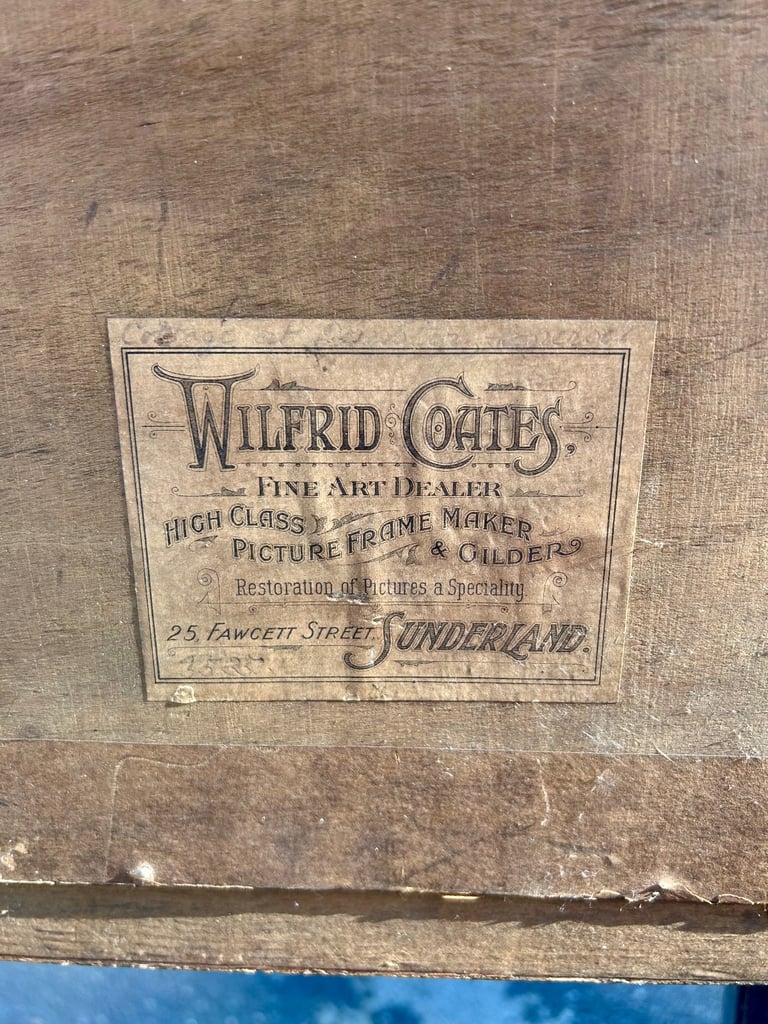 WILFRID COATES,
FINE ART DEALER
HIGH CLASS
PICTURE FRAME MAKER
& GILDER
Restoration of Pictures a Speciality.
25, FAWCETT STREET, SUNDERLAND.